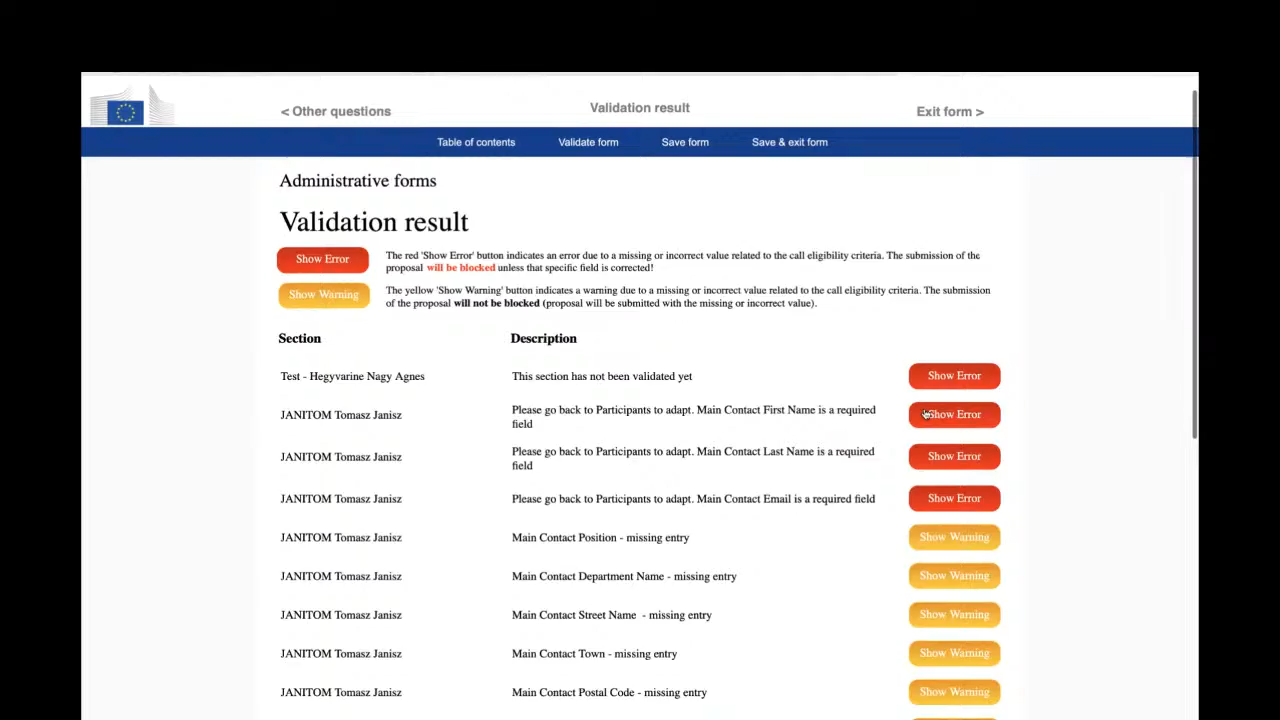 < Other questions
Validation result
Exit form >
Table of contents
Validate form
Save form
Save & exit form
Administrative forms
Validation result
Show Error
The red 'Show Error' button indicates an error due to a missing or incorrect value related to the call eligibility criteria. The submission of the
proposal will be blocked unless that specific field is corrected!
Show Warning
The yellow 'Show Warning' button indicates a warning due to a missing or incorrect value related to the call eligibility criteria. The submission
of the proposal will not be blocked (proposal will be submitted with the missing or incorrect value).
Section
Description
Test - Hegyvarine Nagy Agnes
This section has not been validated yet
Show Error
JANITOM Tomasz Janisz
Please go back to Participants to adapt. Main Contact First Name is a required
field
Show Error
JANITOM Tomasz Janisz
Please go back to Participants to adapt. Main Contact Last Name is a required
field
Show Error
JANITOM Tomasz Janisz
Please go back to Participants to adapt. Main Contact Email is a required field
Show Error
JANITOM Tomasz Janisz
Main Contact Position - missing entry
Show Warning
JANITOM Tomasz Janisz
Main Contact Department Name - missing entry
Show Warning
JANITOM Tomasz Janisz
Main Contact Street Name - missing entry
Show Warning
JANITOM Tomasz Janisz
Main Contact Town - missing entry
Show Warning
JANITOM Tomasz Janisz
Main Contact Postal Code - missing entry
Show Warning